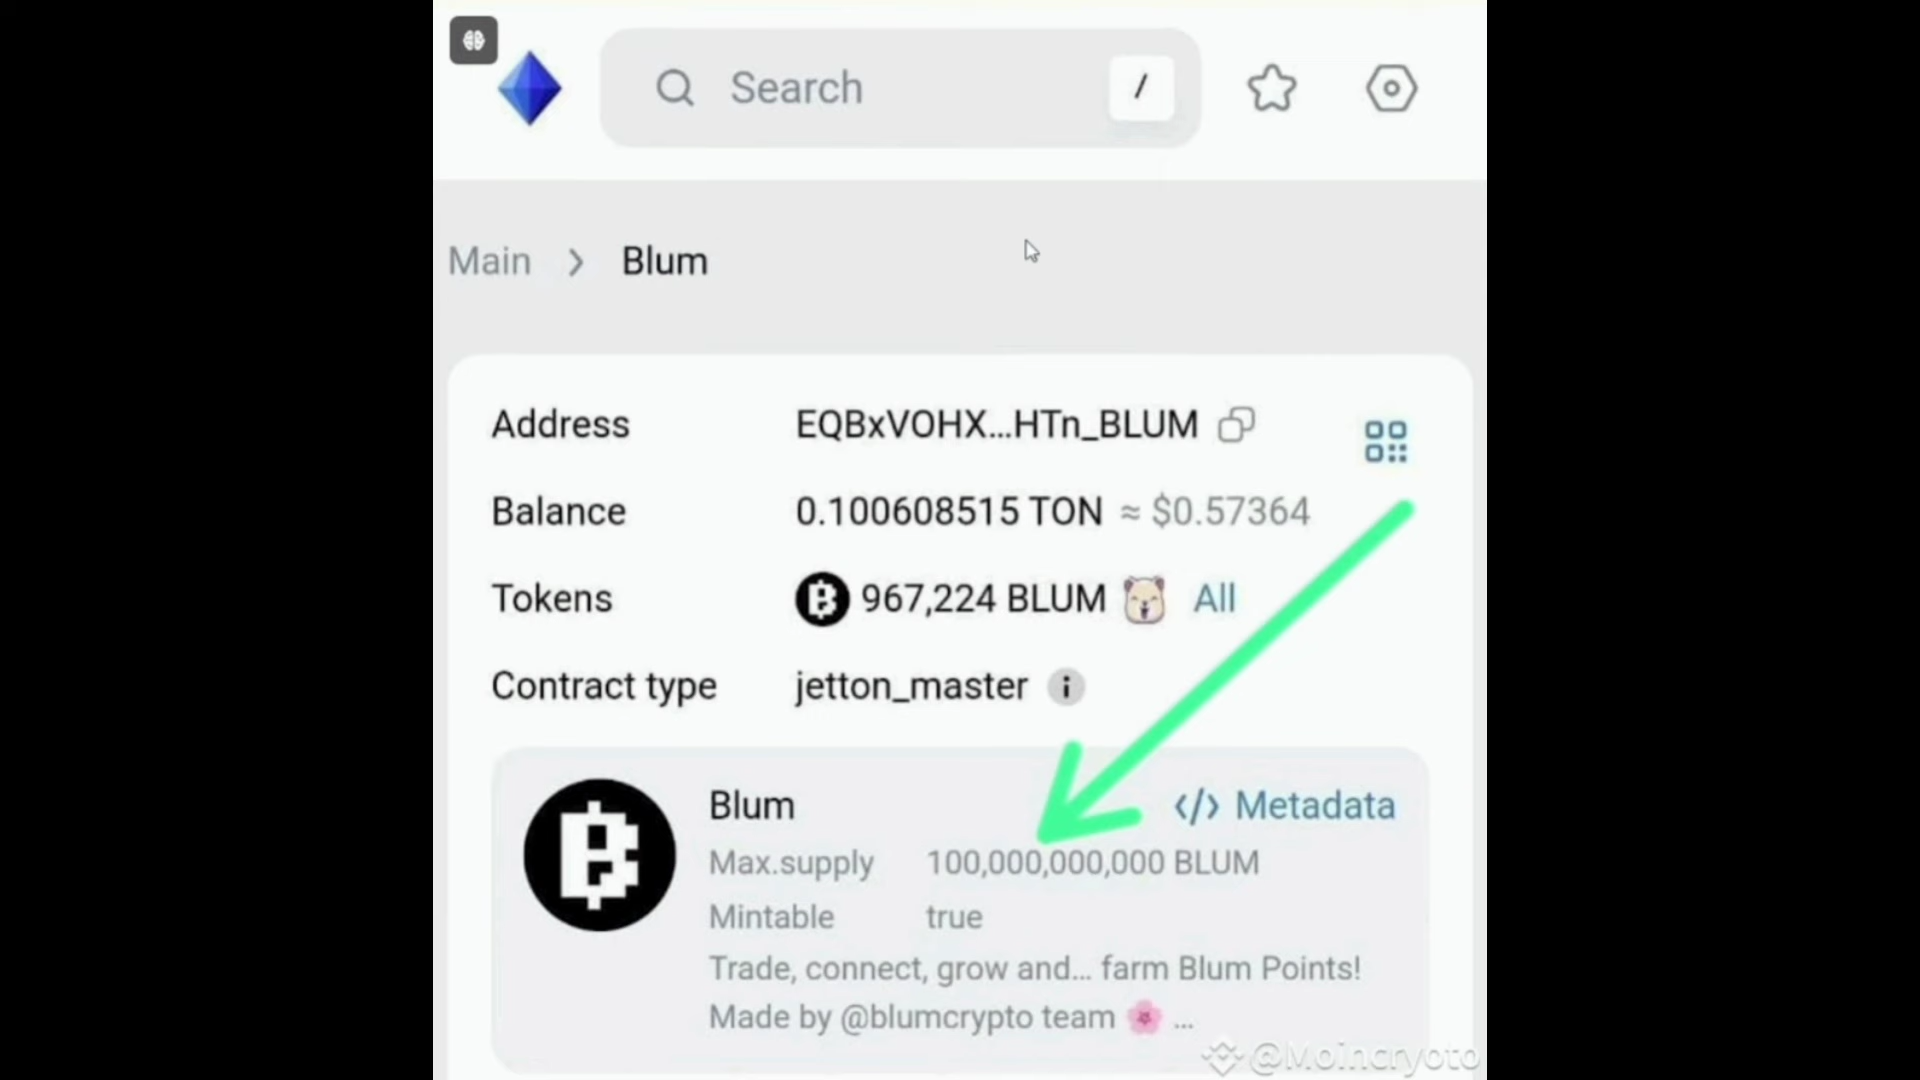 Search /
Main > Blum
Address EQBxVOHX...HTn_BLUM
Balance 0.100608515 TON ≈ $0.57364
Tokens 967,224 BLUM All
Contract type jetton_master i
Blum </> Metadata
Max.supply 100,000,000,000 BLUM
Mintable true
Trade, connect, grow and... farm Blum Points!
Made by @blumcrypto team 🌸 ...
@Moincryoto